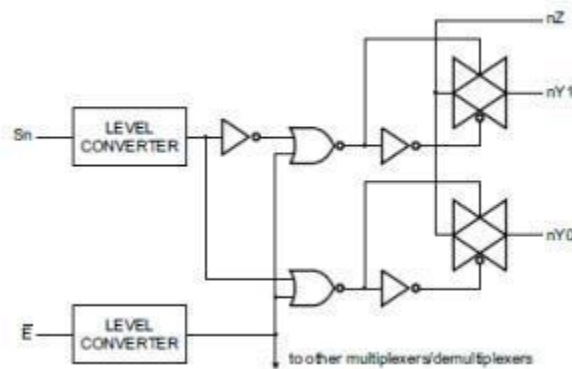 nZ
nY1
Sn
LEVEL
CONVERTER
nY0
E
LEVEL
CONVERTER
to other multiplexers/demultiplexers